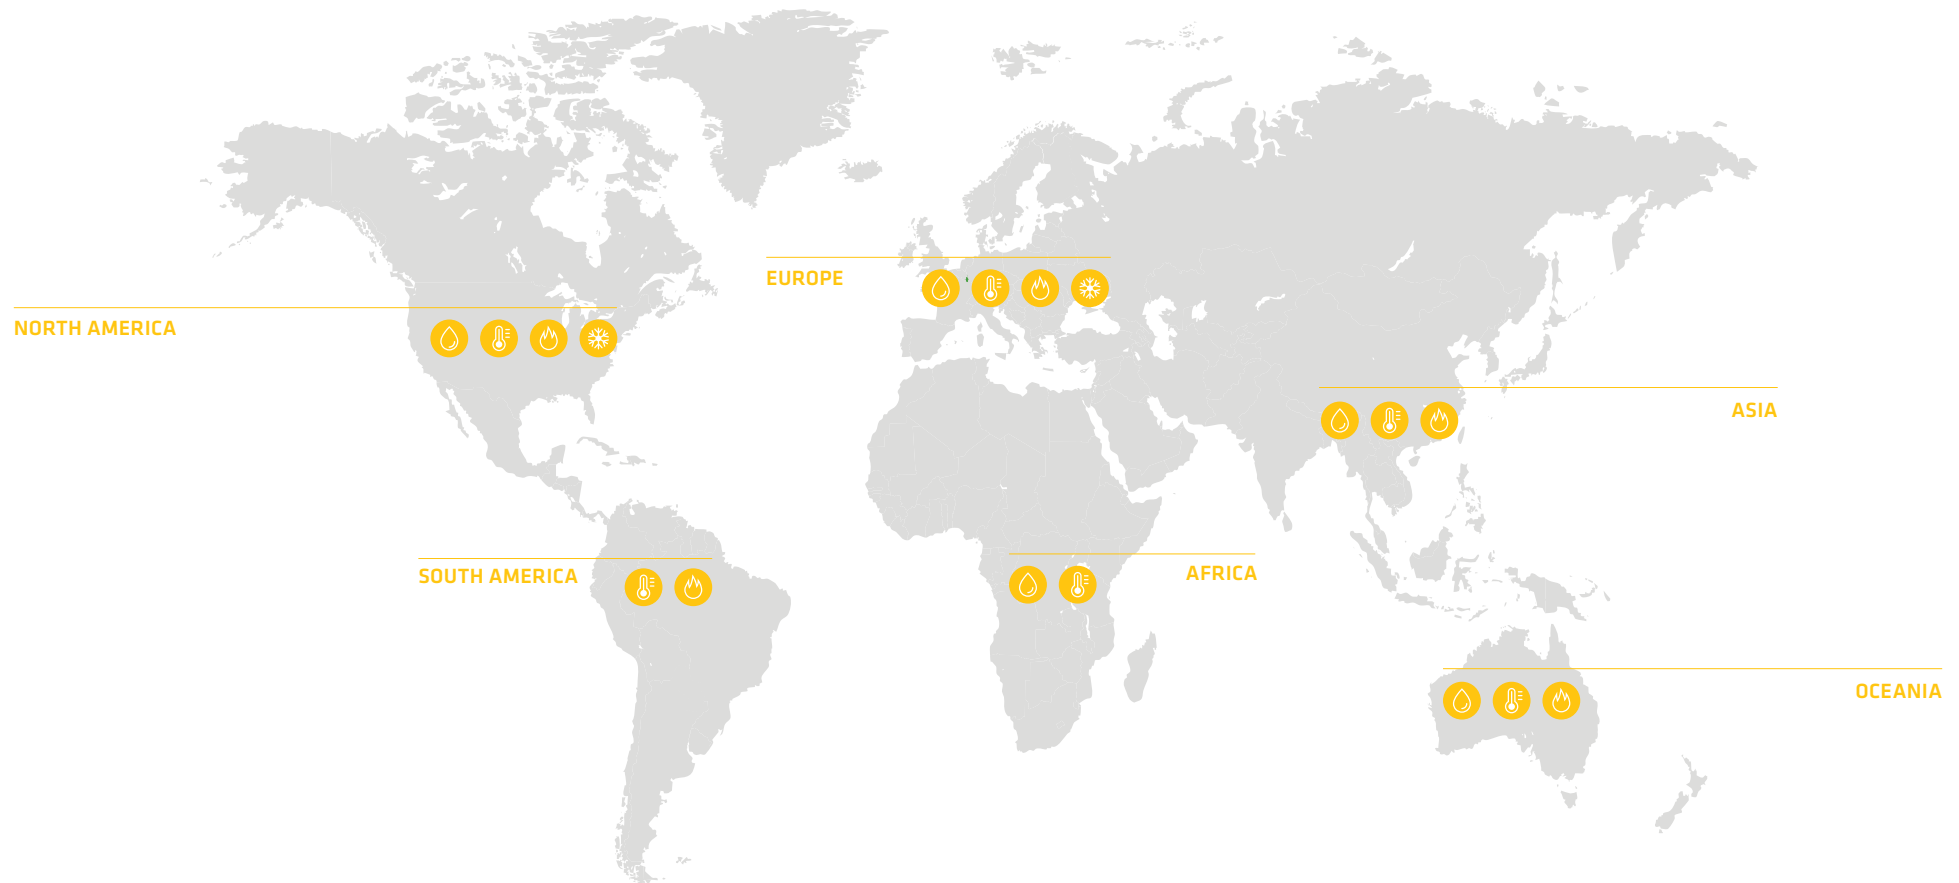 EUROPE
NORTH AMERICA
ASIA
SOUTH AMERICA
AFRICA
OCEANIA